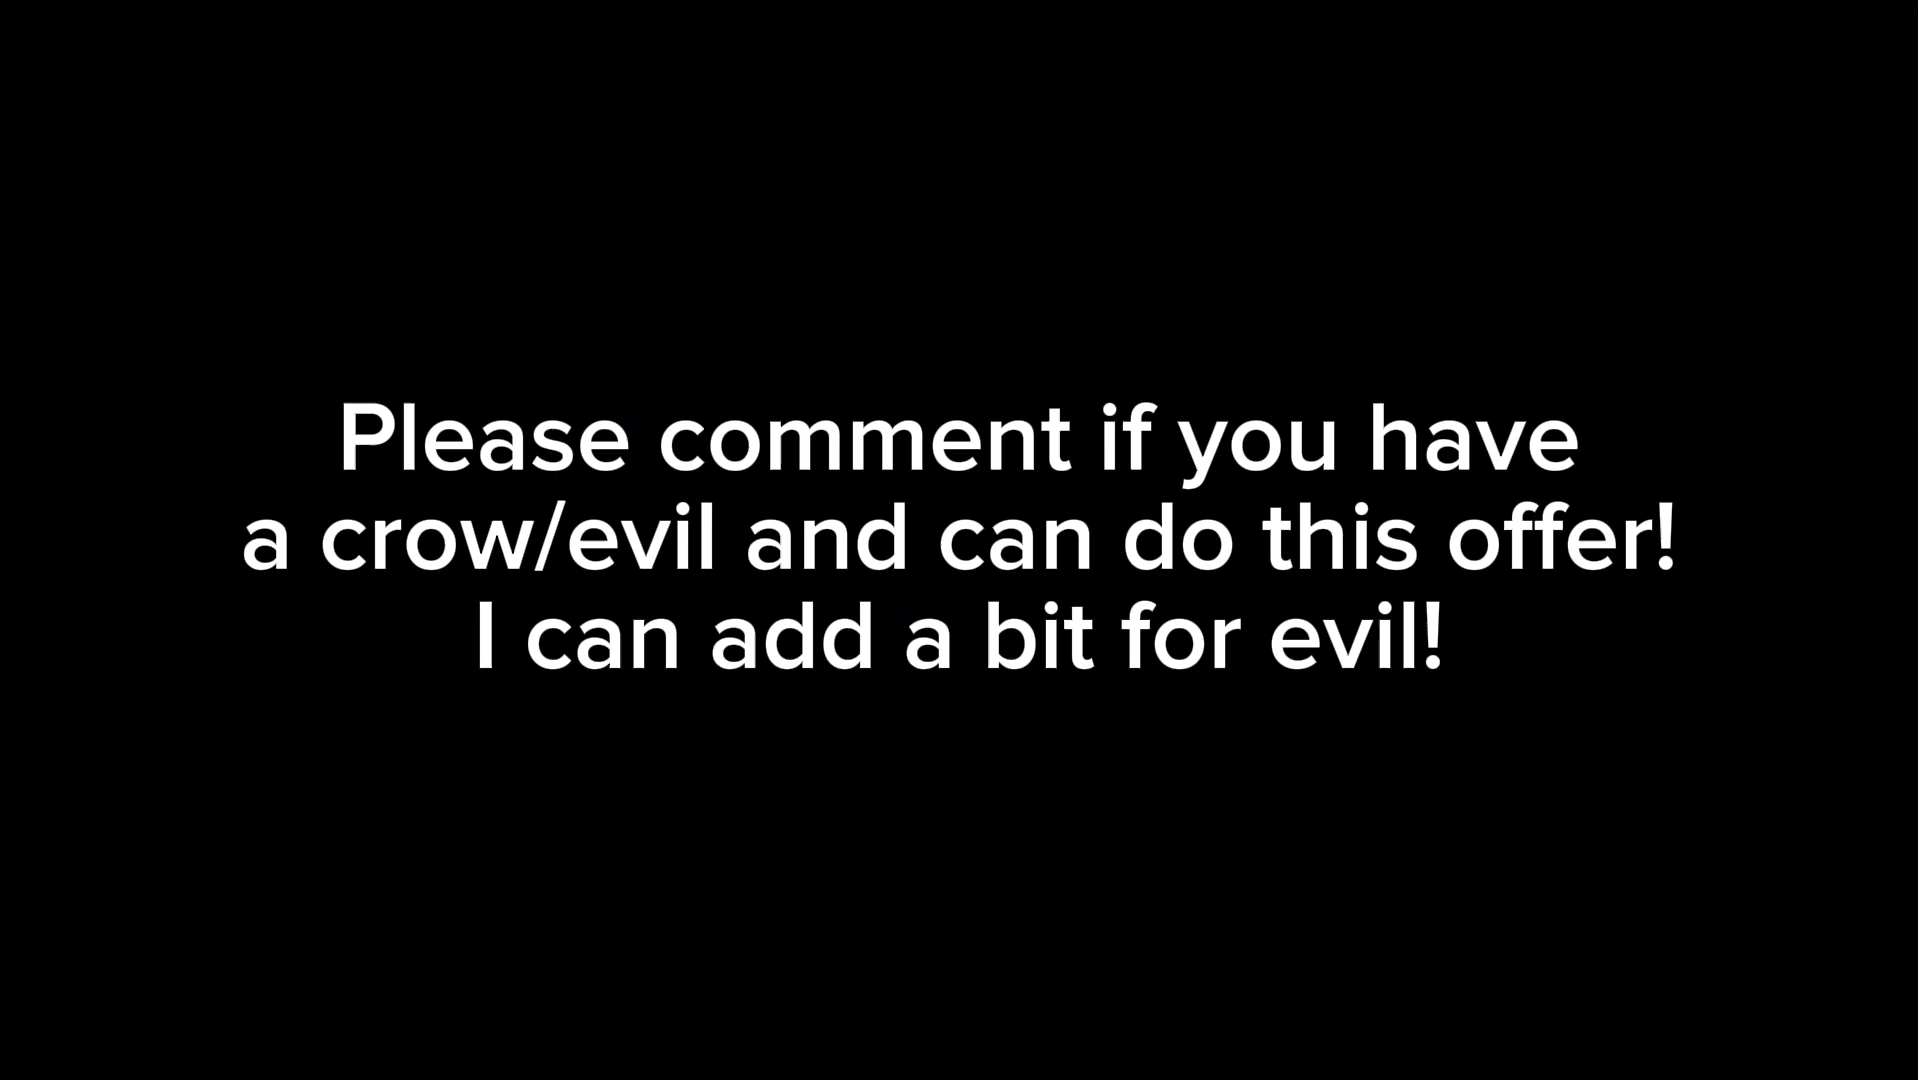 Please comment if you have
a crow/evil and can do this offer!
I can add a bit for evil!